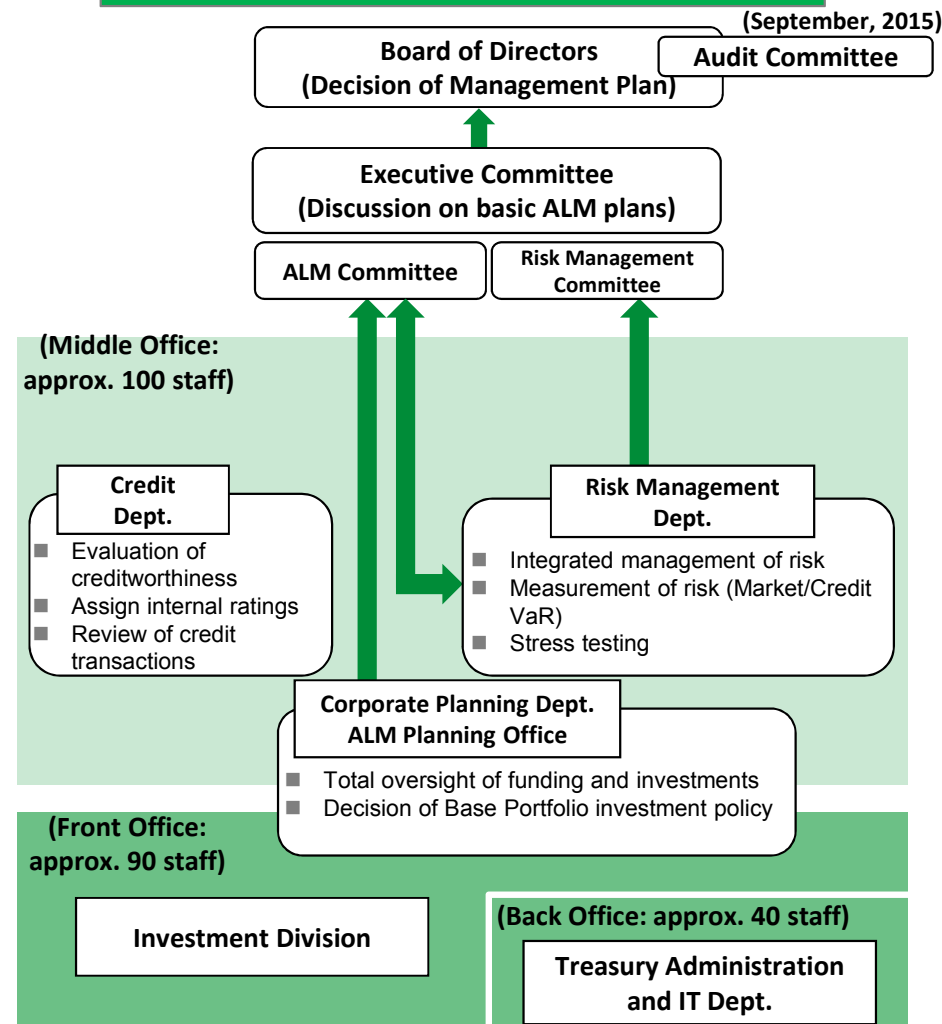 (September, 2015)
Board of Directors
(Decision of Management Plan)
Audit Committee
Executive Committee
(Discussion on basic ALM plans)
ALM Committee
Risk Management
Committee
(Middle Office:
approx. 100 staff)
Credit
Dept.
■ Evaluation of
creditworthiness
■ Assign internal ratings
■ Review of credit
transactions
Risk Management
Dept.
■ Integrated management of risk
■ Measurement of risk (Market/Credit
VaR)
■ Stress testing
Corporate Planning Dept.
ALM Planning Office
■ Total oversight of funding and investments
■ Decision of Base Portfolio investment policy
(Front Office:
approx. 90 staff)
Investment Division
(Back Office: approx. 40 staff)
Treasury Administration
and IT Dept.